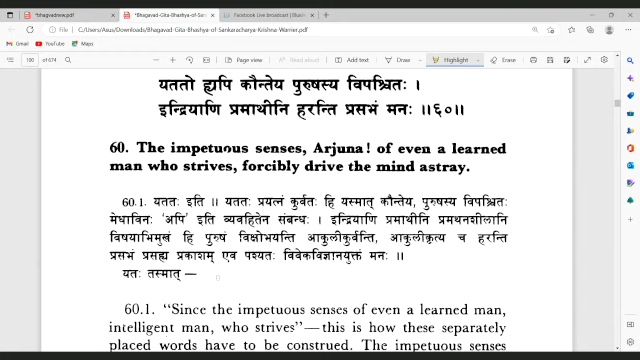 *bhagvadnew.pdf
*Bhagavad-Gita-Bhashya-of-Sank
Facebook Live broadcast |
File
C:/Users/Asus/Downloads/Bhagavad-Gita-Bhashya-of-Sankaracharya-Krishna-Warrier.pdf
Gmail YouTube Maps
100 of 674 Page view Read aloud Add text Draw Highlight Erase
यततो ह्यपि कौन्तेय पुरुषस्य विपश्चितः ।
इन्द्रियाणि प्रमाथीनि हरन्ति प्रसभं मनः ॥६०॥
60. The impetuous senses, Arjuna! of even a learned
man who strives, forcibly drive the mind astray.
60.1. यततः इति ॥ यततः प्रयत्नं कुर्वतः हि यस्मात् कौन्तेय, पुरुषस्य विपश्चितः
मेधाविनः 'अपि' इति व्यवहितेन संबन्धः । इन्द्रियाणि प्रमाथीनि प्रमथनशीलानि
विषयाभिमुखं हि पुरुषं विक्षोभयन्ति आकुलीकुर्वन्ति, आकुलीकृत्य च हरन्ति
प्रसभं प्रसह्य प्रकाशम् एव पश्यतः विवेकविज्ञानयुक्तं मनः ॥
यतः तस्मात् —
60.1. “Since the impetuous senses of even a learned man,
intelligent man, who strives”—this is how these separately
placed words have to be construed. The impetuous senses